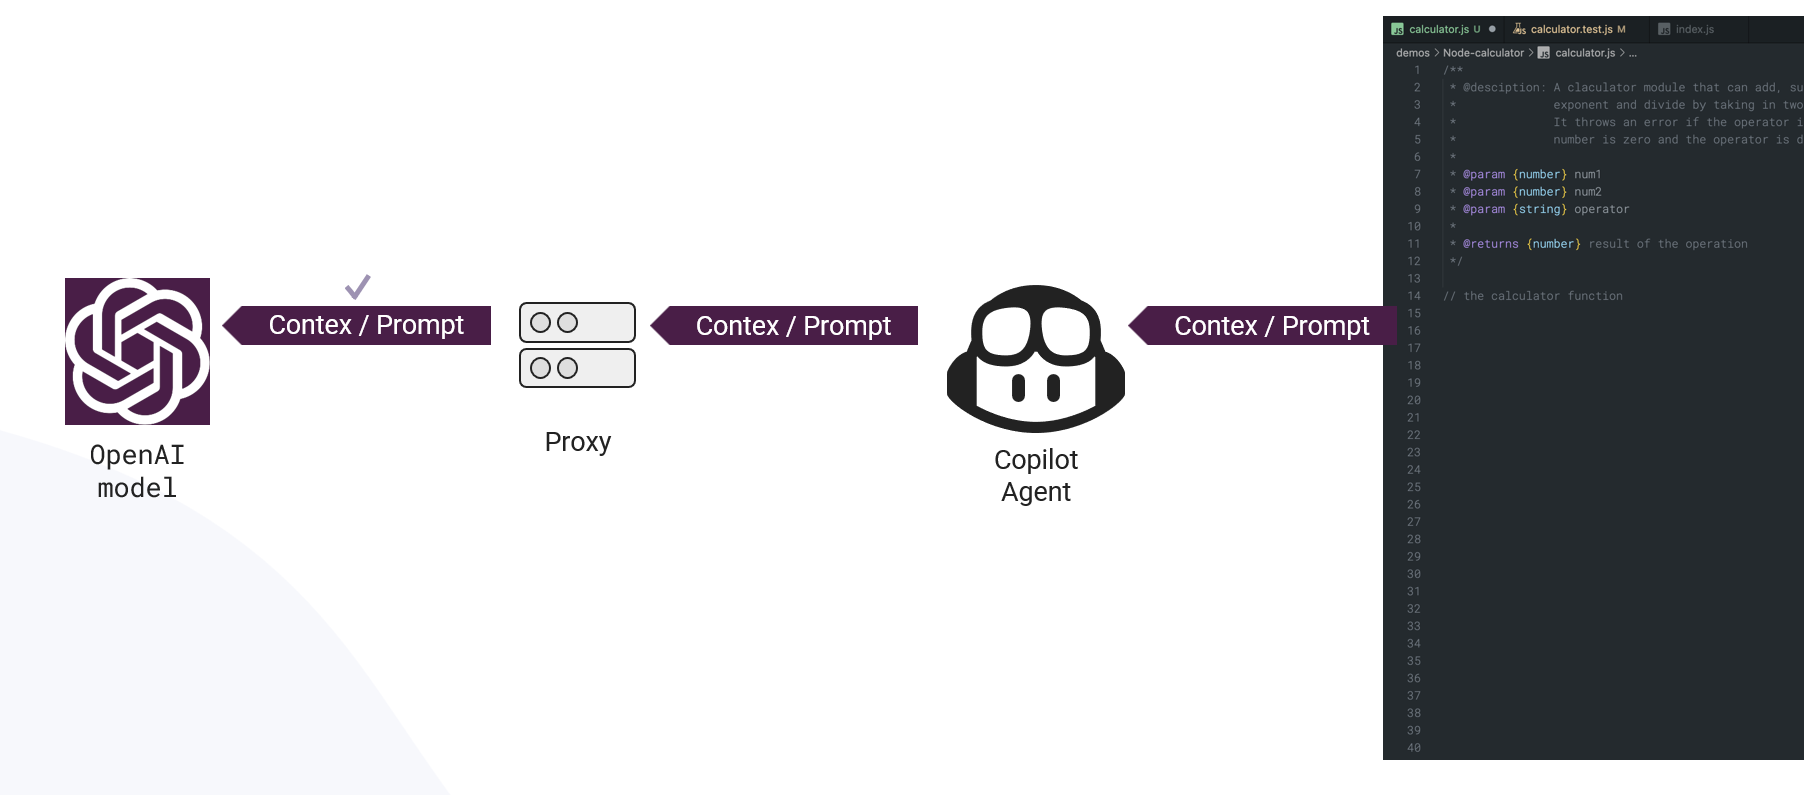 calculator.js U
calculator.test.js M
JS index.js
demos > Node-calculator > JS calculator.js > ...
1 /**
2 * @desciption: A claculator module that can add, su
3 * exponent and divide by taking in two
4 * It throws an error if the operator i
5 * number is zero and the operator is d
6 *
7 * @param {number} num1
8 * @param {number} num2
9 * @param {string} operator
10 *
11 * @returns {number} result of the operation
12 */
13
14 // the calculator function
15
16
17
18
19
20
21
22
23
24
25
26
27
28
29
30
31
32
33
34
35
36
37
38
39
40
Contex / Prompt
Contex / Prompt
Contex / Prompt
OpenAI
model
Proxy
Copilot
Agent